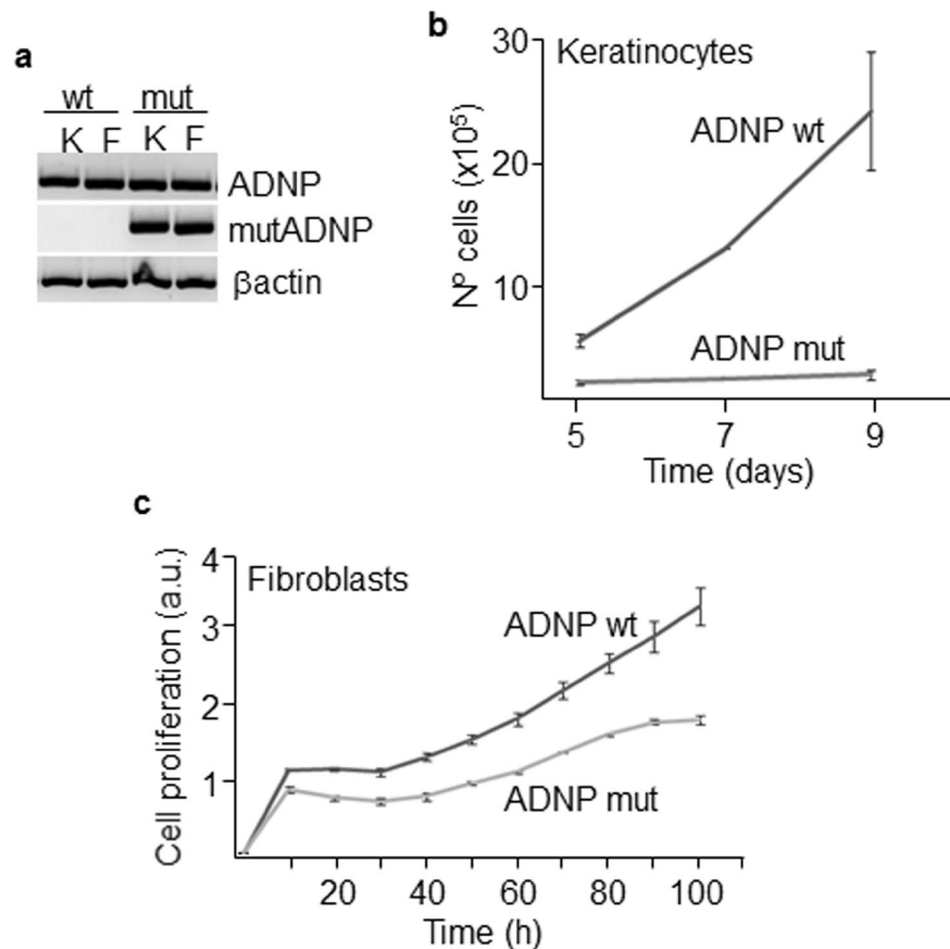 a
wt mut
K F K F
ADNP
mutADNP
βactin
b
Keratinocytes
Nº cells (x10⁵)
30
20
10
ADNP wt
ADNP mut
5 7 9
Time (days)
c
Fibroblasts
Cell proliferation (a.u.)
4
3
2
1
ADNP wt
ADNP mut
20 40 60 80 100
Time (h)